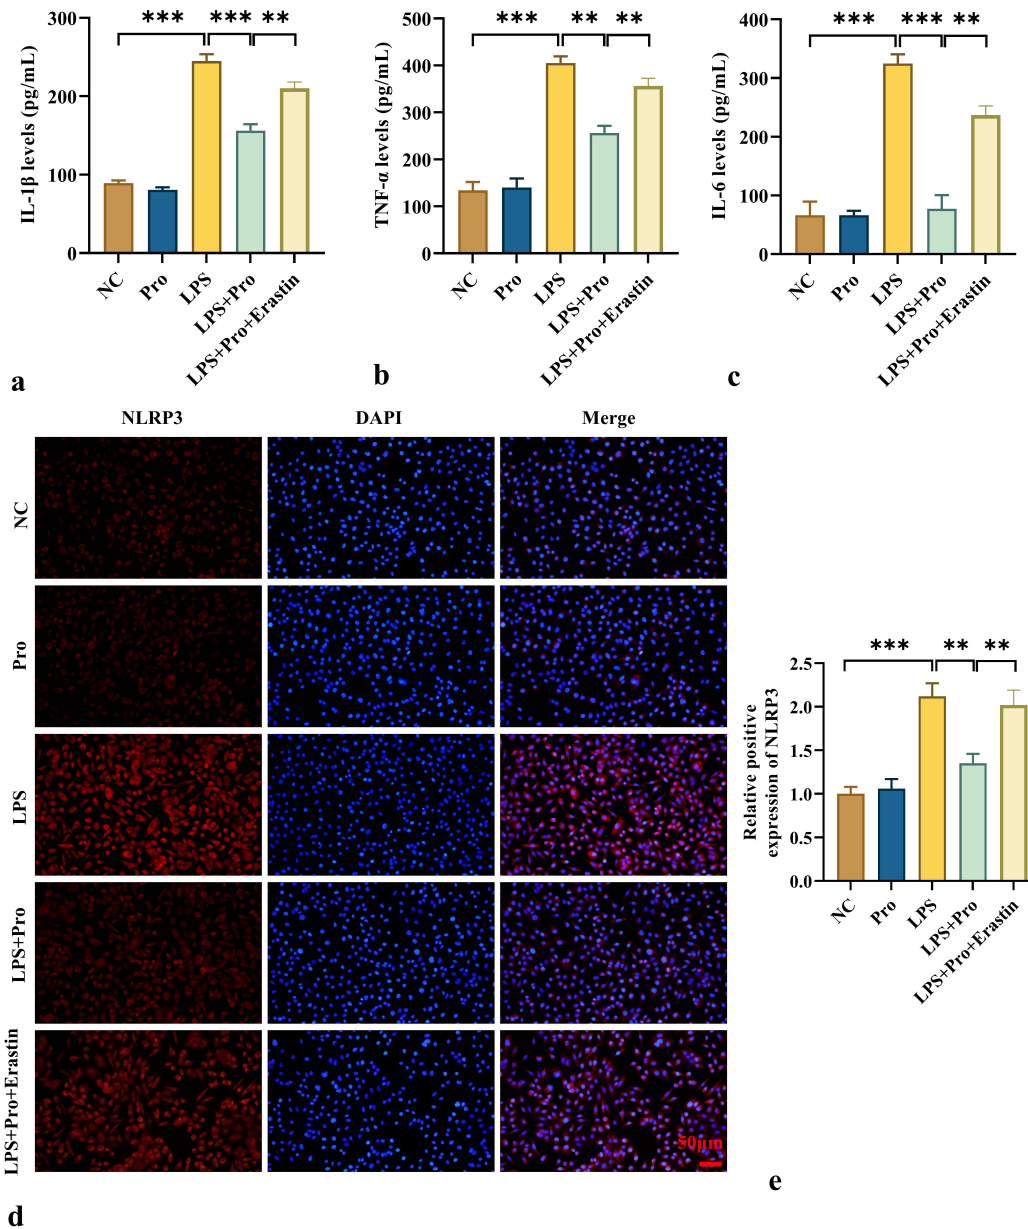 *** *** **
IL-1β levels (pg/mL)
300
200
100
0
NC
Pro
LPS
LPS+Pro
LPS+Pro+Erastin
a
*** ** **
TNF-α levels (pg/mL)
500
400
300
200
100
0
NC
Pro
LPS
LPS+Pro
LPS+Pro+Erastin
b
*** *** **
IL-6 levels (pg/mL)
400
300
200
100
0
NC
Pro
LPS
LPS+Pro
LPS+Pro+Erastin
c
NLRP3 DAPI Merge
NC
Pro
LPS
LPS+Pro
LPS+Pro+Erastin
50μm
d
*** ** **
Relative positive
expression of NLRP3
2.5
2.0
1.5
1.0
0.5
0.0
NC
Pro
LPS
LPS+Pro
LPS+Pro+Erastin
e